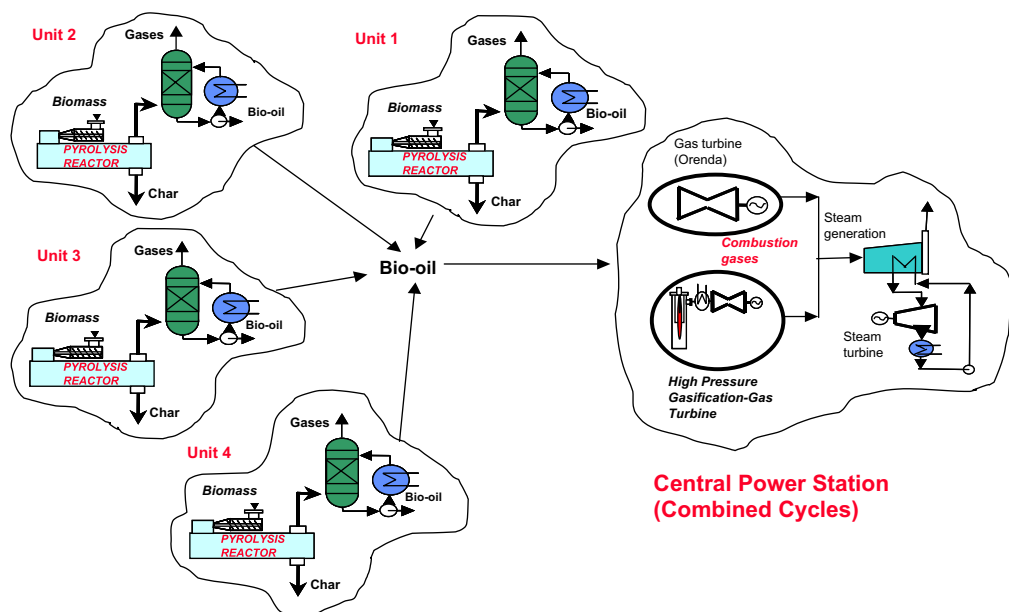 Unit 2
Gases
Biomass
Bio-oil
PYROLYSIS
REACTOR
Char
Unit 1
Gases
Biomass
Bio-oil
PYROLYSIS
REACTOR
Char
Unit 3
Gases
Biomass
Bio-oil
PYROLYSIS
REACTOR
Char
Unit 4
Gases
Biomass
Bio-oil
PYROLYSIS
REACTOR
Char
Bio-oil
Gas turbine
(Orenda)
Steam
generation
Combustion
gases
Steam
turbine
High Pressure
Gasification-Gas
Turbine
Central Power Station
(Combined Cycles)